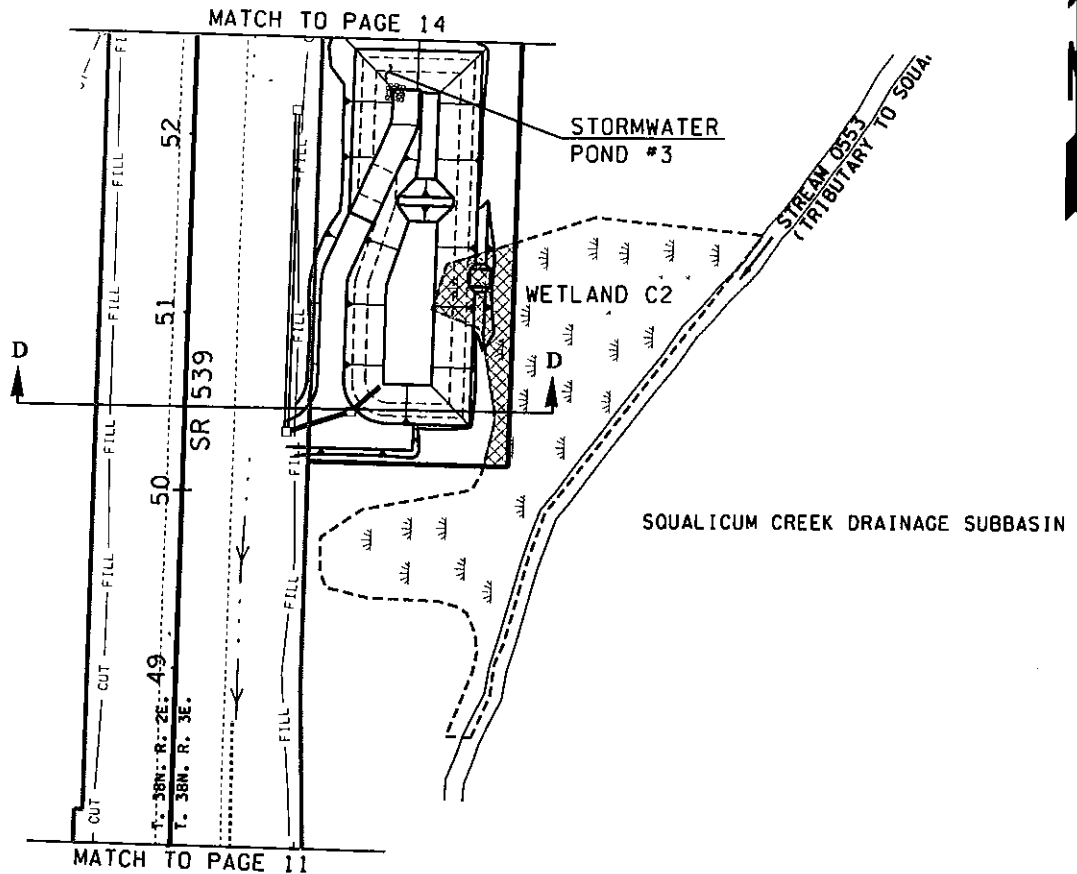 MATCH TO PAGE 14
FILL
FILL
FILL
FILL
FILL
CUT
CUT
52
51
SR 539
50
49
T. 38N. R. 2E.
T. 38N. R. 3E.
FILL
FILL
FILL
FILL
STORMWATER
POND #3
STREAM 0553
(TRIBUTARY TO
WETLAND C2
D
D
SQUALICUM CREEK DRAINAGE SUBBASIN
MATCH TO PAGE 11